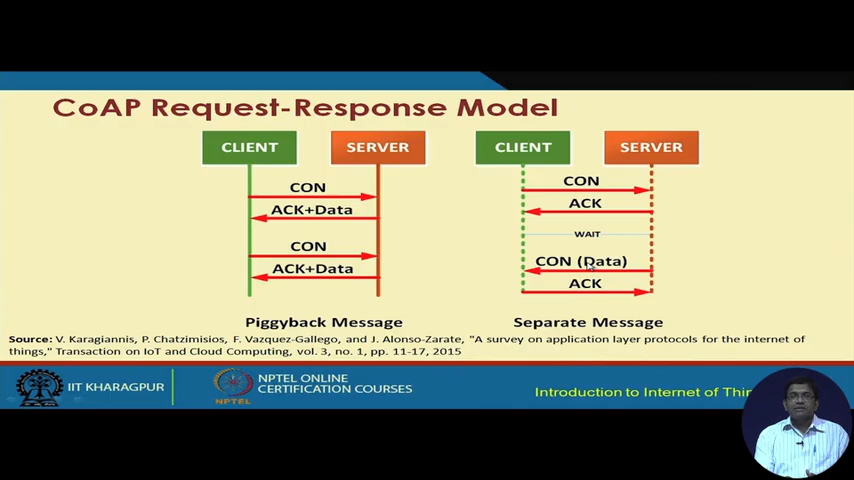 CoAP Request-Response Model
CLIENT
SERVER
CON
ACK+Data
CON
ACK+Data
Piggyback Message
CLIENT
SERVER
CON
ACK
WAIT
CON (Data)
ACK
Separate Message
Source: V. Karagiannis, P. Chatzimisios, F. Vazquez-Gallego, and J. Alonso-Zarate, "A survey on application layer protocols for the internet of
things," Transaction on IoT and Cloud Computing, vol. 3, no. 1, pp. 11-17, 2015
IIT KHARAGPUR
NPTEL
NPTEL ONLINE
CERTIFICATION COURSES
Introduction to Internet of Thin